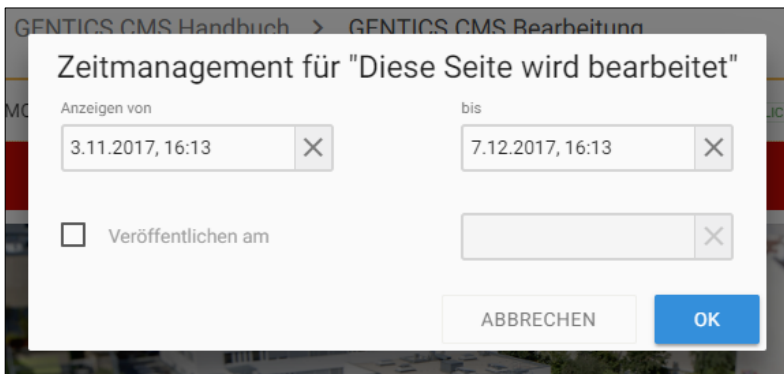 GENTICS CMS Handbuch > GENTICS CMS Bearbeitung
Zeitmanagement für "Diese Seite wird bearbeitet"
Anzeigen von
bis
3.11.2017, 16:13
7.12.2017, 16:13
Veröffentlichen am
ABBRECHEN
OK